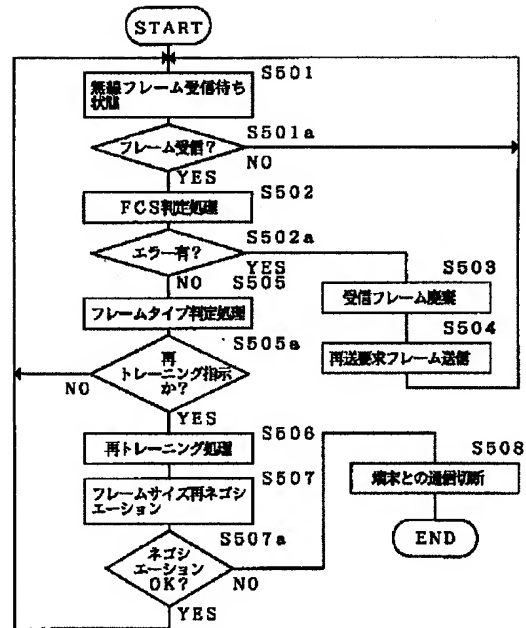 START
S501
無線フレーム受信待ち
状態
S501a
フレーム受信?
NO
YES
S502
FCS判定処理
S502a
エラー有?
YES
NO
S505
S503
受信フレーム廃棄
フレームタイプ判定処理
S504
再送要求フレーム送信
S505a
再
トレーニング指示
か?
NO
YES
S506
再トレーニング処理
S507
フレームサイズ再ネゴシ
エーション
S508
端末との通信切断
END
S507a
ネゴシ
エーション
OK?
NO
YES